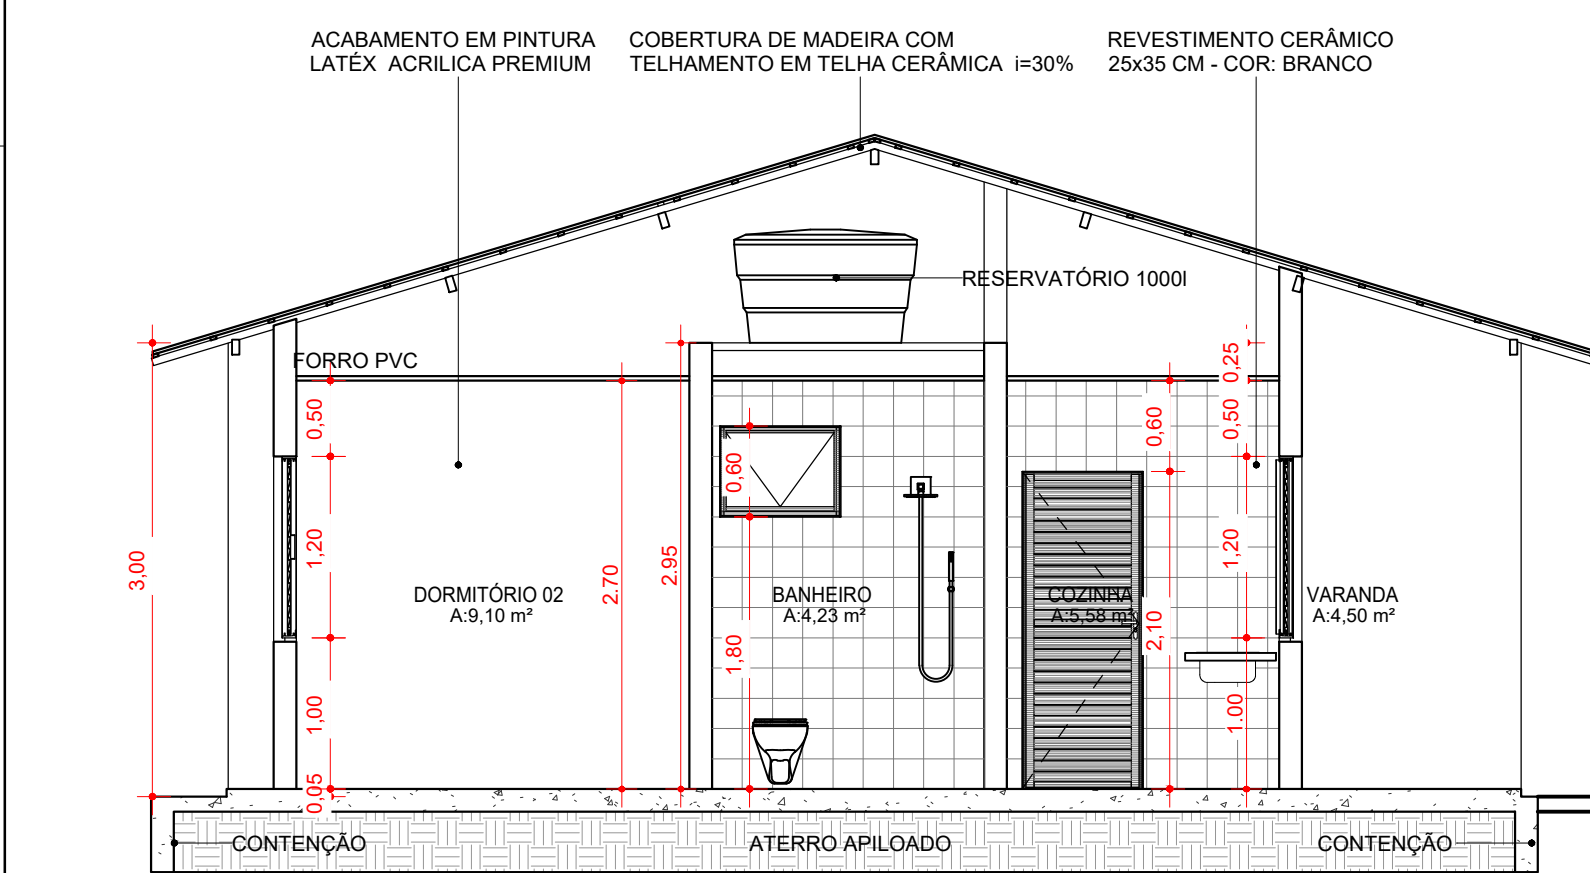 ACABAMENTO EM PINTURA
LATÉX ACRILICA PREMIUM
COBERTURA DE MADEIRA COM
TELHAMENTO EM TELHA CERÂMICA i=30%
REVESTIMENTO CERÂMICO
25x35 CM - COR: BRANCO
RESERVATÓRIO 1000l
FORRO PVC
0,25
0,50
0,60
0,50
0,60
3,00
1,20
2.70
2.95
1,20
DORMITÓRIO 02
A:9,10 m²
BANHEIRO
A:4,23 m²
COZINHA
A:5,58 m²
VARANDA
A:4,50 m²
1,80
2,10
1,00
1.00
0,05
CONTENÇÃO
ATERRO APILOADO
CONTENÇÃO